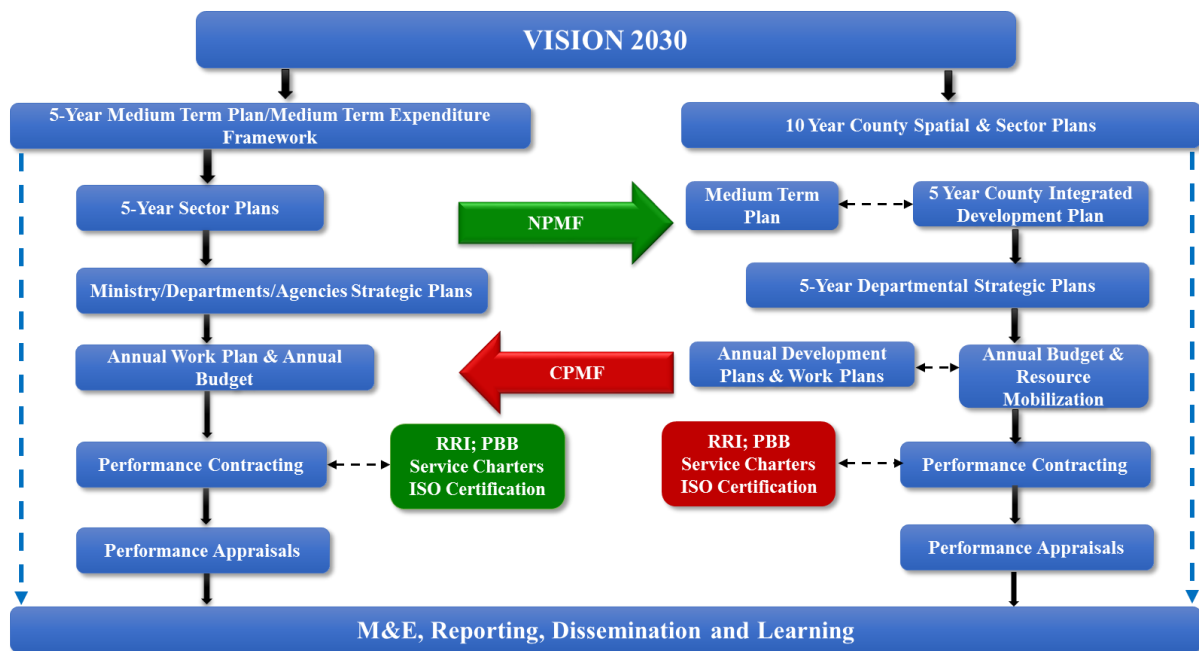 VISION 2030
5-Year Medium Term Plan/Medium Term Expenditure
Framework
10 Year County Spatial & Sector Plans
5-Year Sector Plans
NPMF
Medium Term
Plan
5 Year County Integrated
Development Plan
Ministry/Departments/Agencies Strategic Plans
5-Year Departmental Strategic Plans
Annual Work Plan & Annual
Budget
CPMF
Annual Development
Plans & Work Plans
Annual Budget &
Resource
Mobilization
Performance Contracting
RRI; PBB
Service Charters
ISO Certification
RRI; PBB
Service Charters
ISO Certification
Performance Contracting
Performance Appraisals
Performance Appraisals
M&E, Reporting, Dissemination and Learning